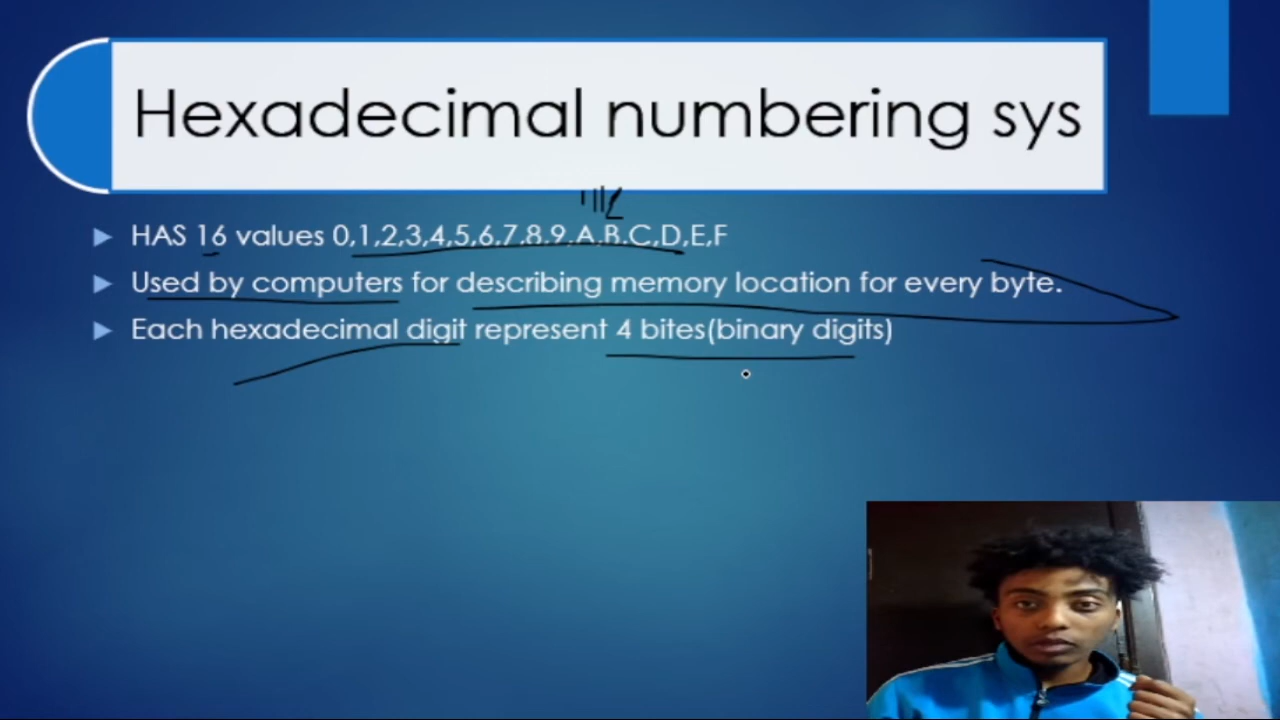 Hexadecimal numbering sys
HAS 16 values 0,1,2,3,4,5,6,7,8,9,A,B,C,D,E,F
Used by computers for describing memory location for every byte.
Each hexadecimal digit represent 4 bites(binary digits)